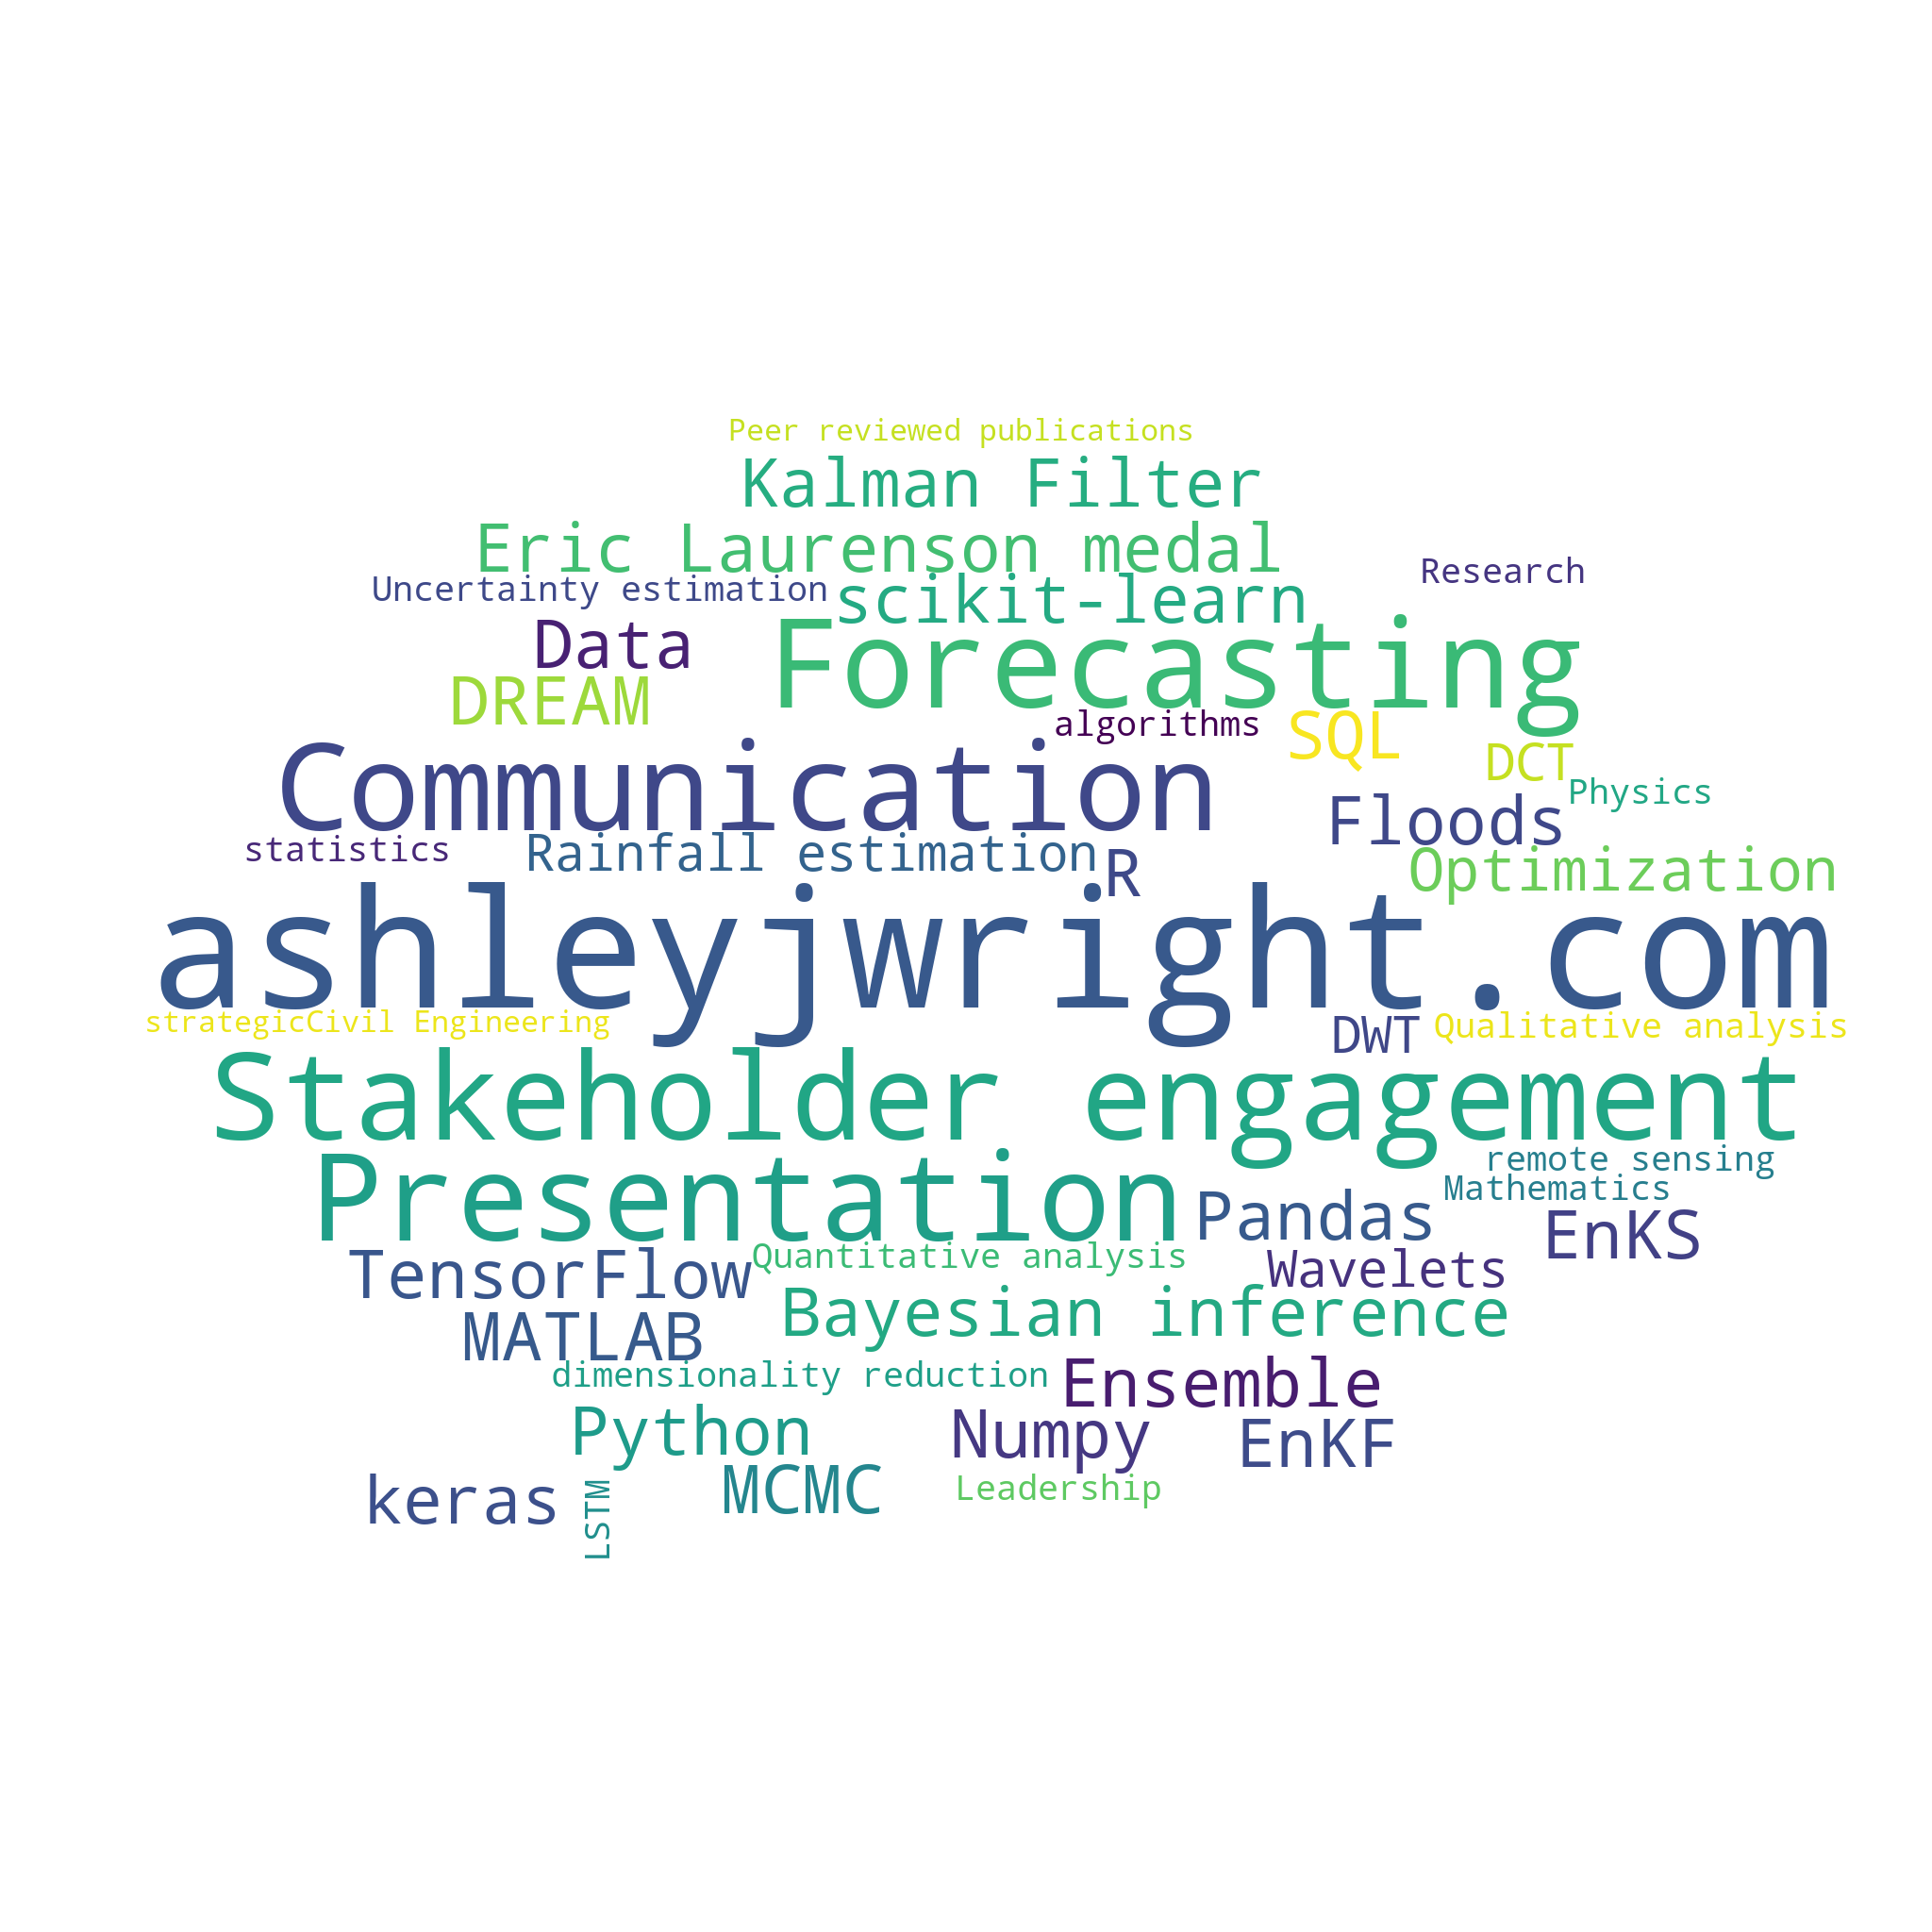 Peer reviewed publications
Kalman Filter
Eric Laurenson medal
Research
Uncertainty estimation
scikit-learn
Data
Forecasting
DREAM
algorithms
SQL
DCT
Communication
Physics
Floods
statistics
Rainfall estimation
R
Optimization
ashleyjwright.com
strategicCivil Engineering
DWT
Qualitative analysis
Stakeholder engagement
remote sensing
Presentation
Mathematics
Pandas
EnKS
TensorFlow
Quantitative analysis
Wavelets
Bayesian inference
MATLAB
dimensionality reduction
Ensemble
Python
Numpy
EnKF
keras
LSTM
MCMC
Leadership